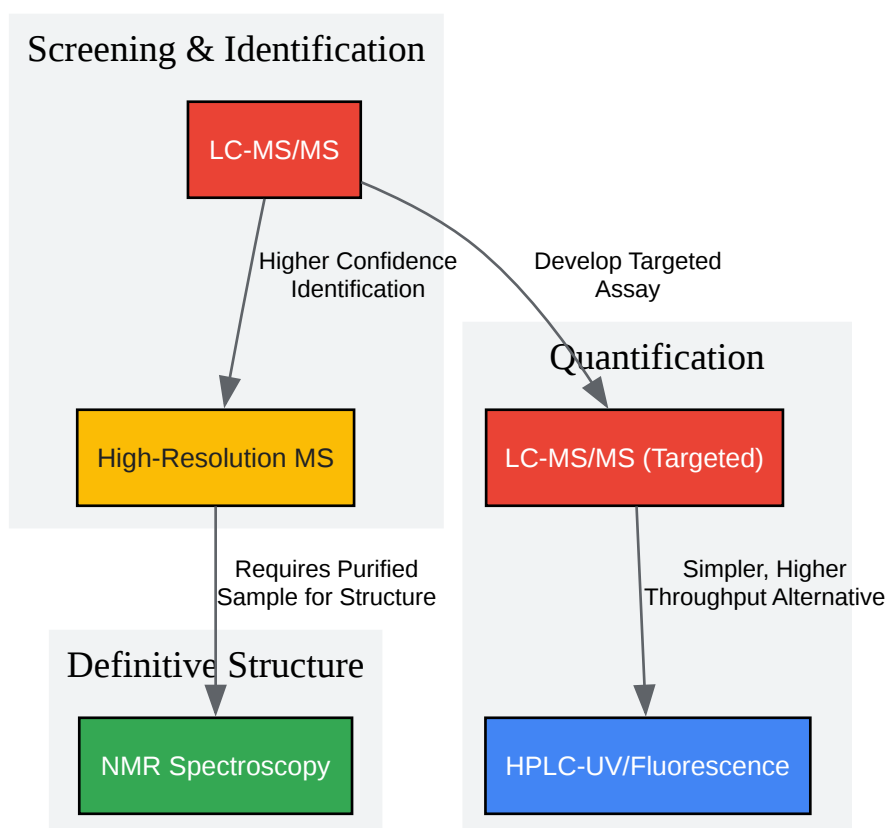 Screening & Identification
LC-MS/MS
Higher Confidence
Identification
Develop Targeted
Assay
Quantification
High-Resolution MS
LC-MS/MS (Targeted)
Requires Purified
Sample for Structure
Simpler, Higher
Throughput Alternative
Definitive Structure
NMR Spectroscopy
HPLC-UV/Fluorescence